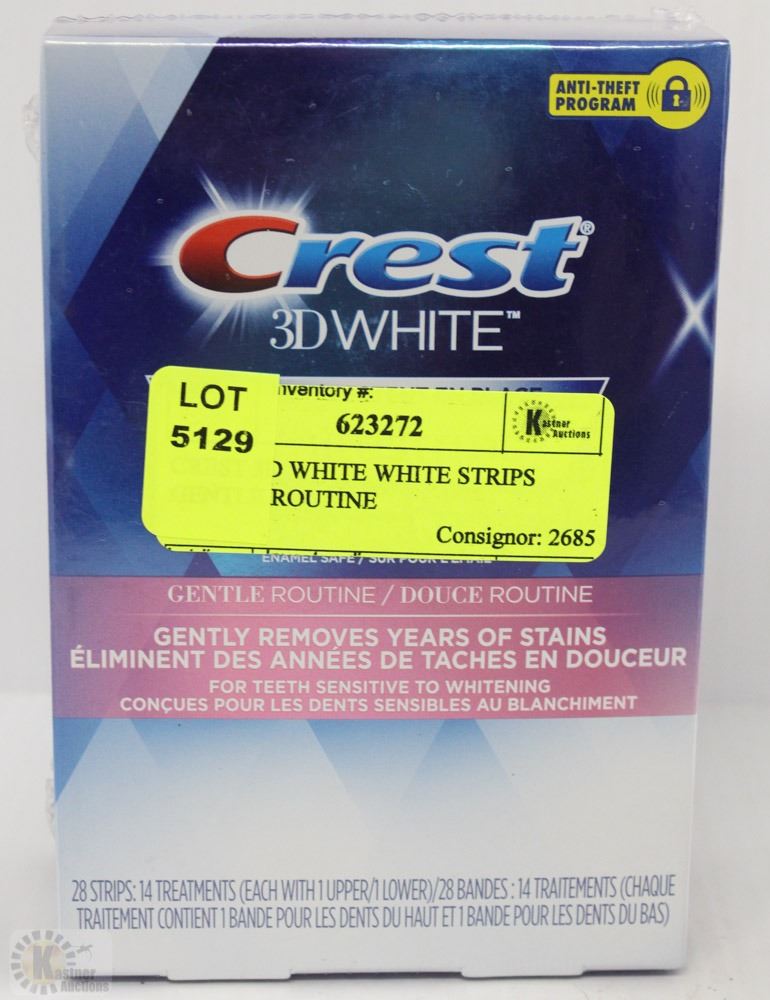 ANTI-THEFT
PROGRAM
Crest®
3DWHITE™
EN PLACE
LOT
5129
Inventory #:
623272
Kastner
Auctions
D WHITE WHITE STRIPS
ROUTINE
Consignor: 2685
ENAMEL SAFE / SÛR POUR L'ÉMAIL
GENTLE ROUTINE / DOUCE ROUTINE
GENTLY REMOVES YEARS OF STAINS
ÉLIMINENT DES ANNÉES DE TACHES EN DOUCEUR
FOR TEETH SENSITIVE TO WHITENING
CONÇUES POUR LES DENTS SENSIBLES AU BLANCHIMENT
28 STRIPS: 14 TREATMENTS (EACH WITH 1 UPPER/1 LOWER)/28 BANDES : 14 TRAITEMENTS (CHAQUE
TRAITEMENT CONTIENT 1 BANDE POUR LES DENTS DU HAUT ET 1 BANDE POUR LES DENTS DU BAS)
Kastner
Auctions